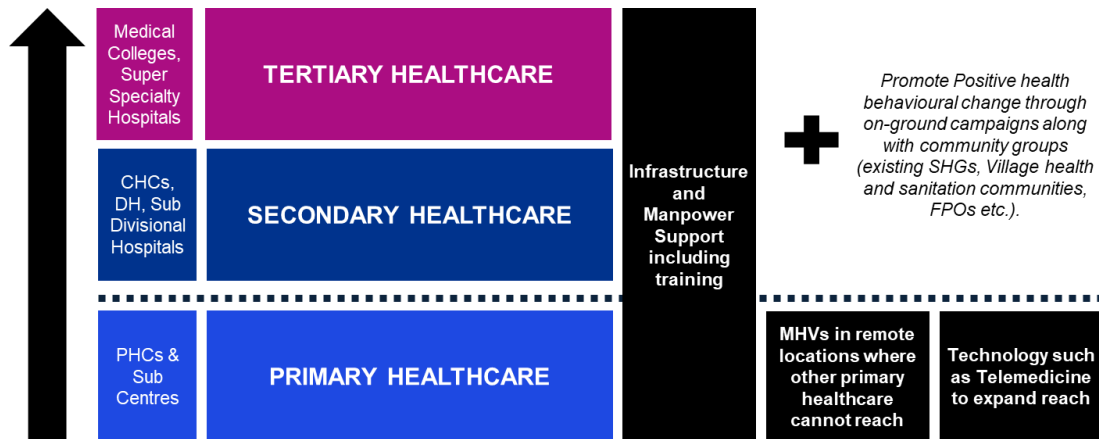 Medical
Colleges,
Super
Specialty
Hospitals
TERTIARY HEALTHCARE
CHCs,
DH, Sub
Divisional
Hospitals
SECONDARY HEALTHCARE
PHCs &
Sub
Centres
PRIMARY HEALTHCARE
Infrastructure
and
Manpower
Support
including
training
Promote Positive health
behavioural change through
on-ground campaigns along
with community groups
(existing SHGs, Village health
and sanitation communities,
FPOs etc.).
MHVs in remote
locations where
other primary
healthcare
cannot reach
Technology such
as Telemedicine
to expand reach